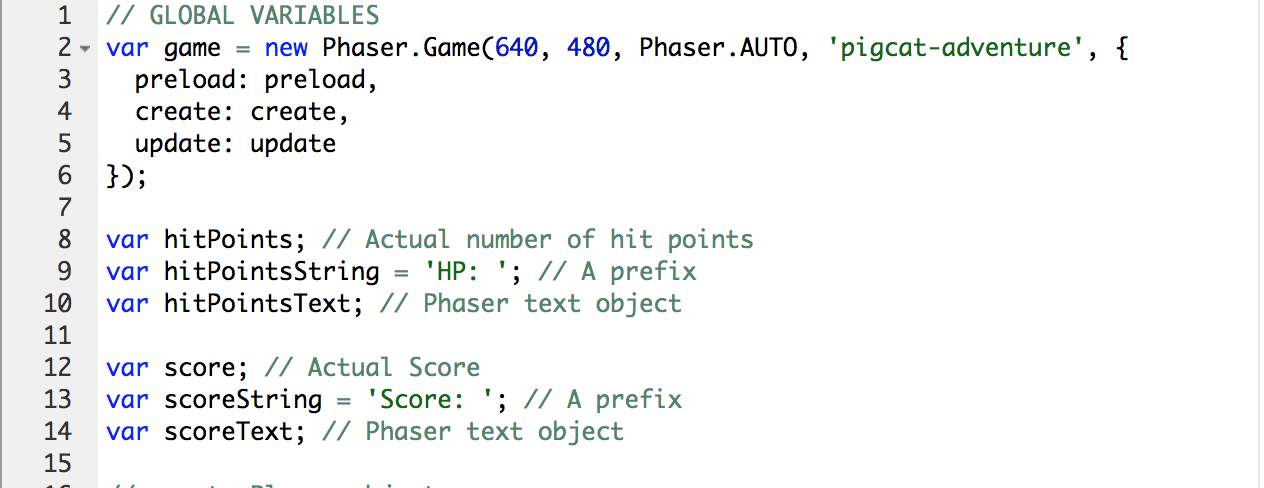 1 // GLOBAL VARIABLES
2 var game = new Phaser.Game(640, 480, Phaser.AUTO, 'pigcat-adventure', {
3   preload: preload,
4   create: create,
5   update: update
6 });
7
8 var hitPoints; // Actual number of hit points
9 var hitPointsString = 'HP: '; // A prefix
10 var hitPointsText; // Phaser text object
11
12 var score; // Actual Score
13 var scoreString = 'Score: '; // A prefix
14 var scoreText; // Phaser text object
15